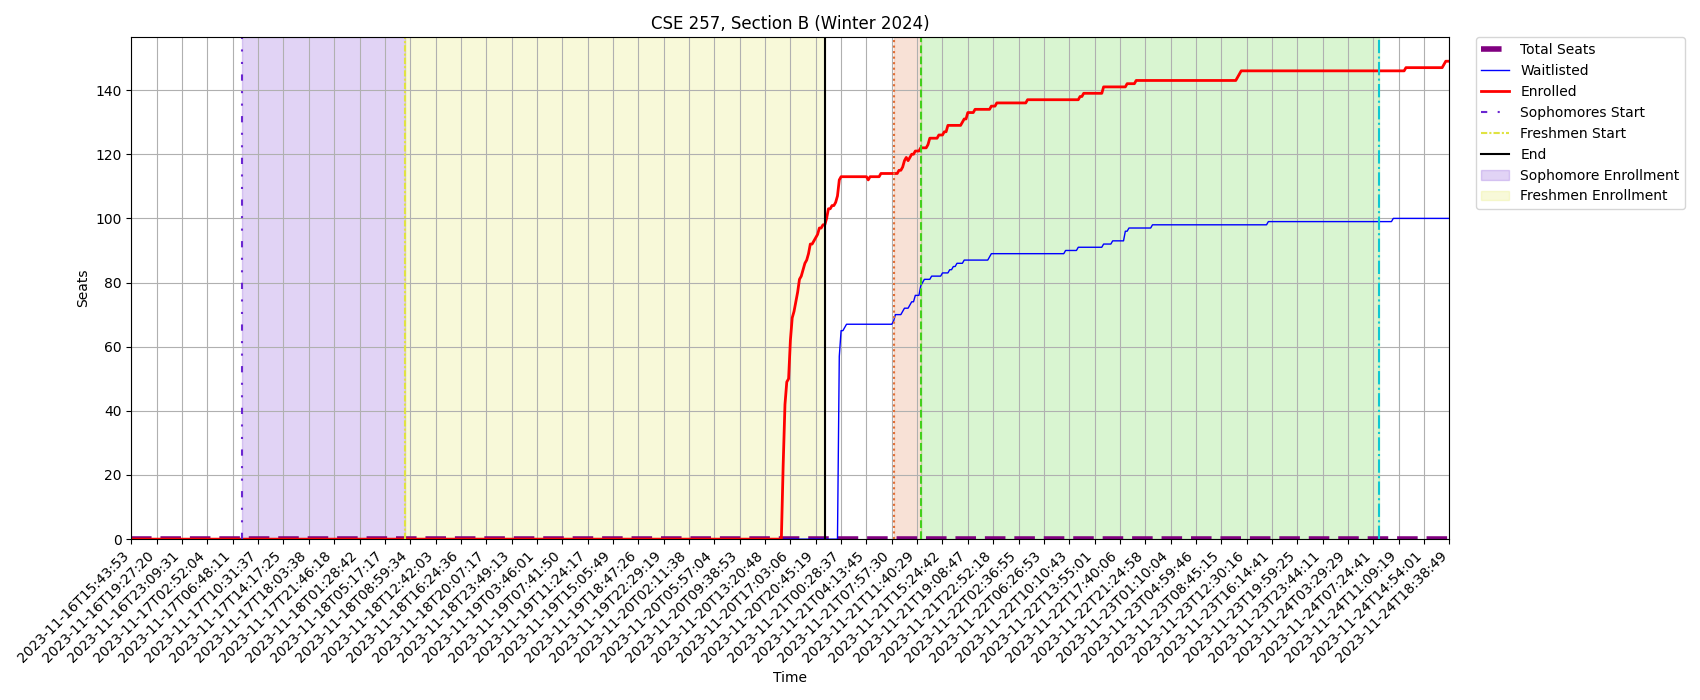 CSE 257, Section B (Winter 2024)
Total Seats
Waitlisted
Enrolled
Sophomores Start
Freshmen Start
End
Sophomore Enrollment
Freshmen Enrollment
Seats
140
120
100
80
60
40
20
0
2023-11-16T15:43:53
2023-11-16T19:27:20
2023-11-16T23:09:31
2023-11-17T02:52:04
2023-11-17T06:48:11
2023-11-17T10:31:37
2023-11-17T14:17:25
2023-11-17T18:03:38
2023-11-17T21:46:18
2023-11-18T01:28:42
2023-11-18T05:17:17
2023-11-18T08:59:34
2023-11-18T12:42:03
2023-11-18T16:24:36
2023-11-18T20:07:17
2023-11-18T23:49:13
2023-11-19T03:46:01
2023-11-19T07:41:50
2023-11-19T11:24:17
2023-11-19T15:05:49
2023-11-19T18:47:26
2023-11-19T22:29:19
2023-11-20T02:11:38
2023-11-20T05:57:04
2023-11-20T09:38:53
2023-11-20T13:20:48
2023-11-20T17:03:06
2023-11-20T20:45:19
2023-11-21T00:28:37
2023-11-21T04:13:45
2023-11-21T07:57:30
2023-11-21T11:40:29
2023-11-21T15:24:42
2023-11-21T19:08:47
2023-11-21T22:52:18
2023-11-22T02:36:55
2023-11-22T06:26:53
2023-11-22T10:10:43
2023-11-22T13:55:01
2023-11-22T17:40:06
2023-11-22T21:24:58
2023-11-23T01:10:04
2023-11-23T04:59:46
2023-11-23T08:45:15
2023-11-23T12:30:16
2023-11-23T16:14:41
2023-11-23T19:59:25
2023-11-23T23:44:11
2023-11-24T03:29:29
2023-11-24T07:24:41
2023-11-24T11:09:19
2023-11-24T14:54:01
2023-11-24T18:38:49
Time